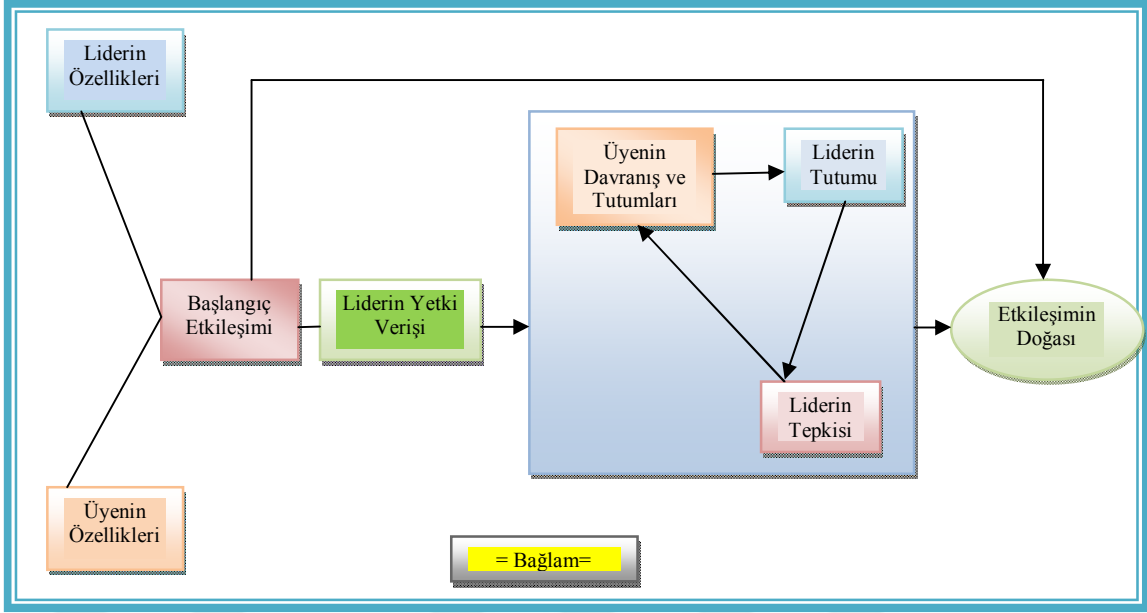 Liderin
Özellikleri
Üyenin
Davranış ve
Tutumları
Liderin
Tutumu
Başlangıç
Etkileşimi
Liderin Yetki
Verişi
Etkileşimin
Doğası
Liderin
Tepkisi
Üyenin
Özellikleri
= Bağlam=